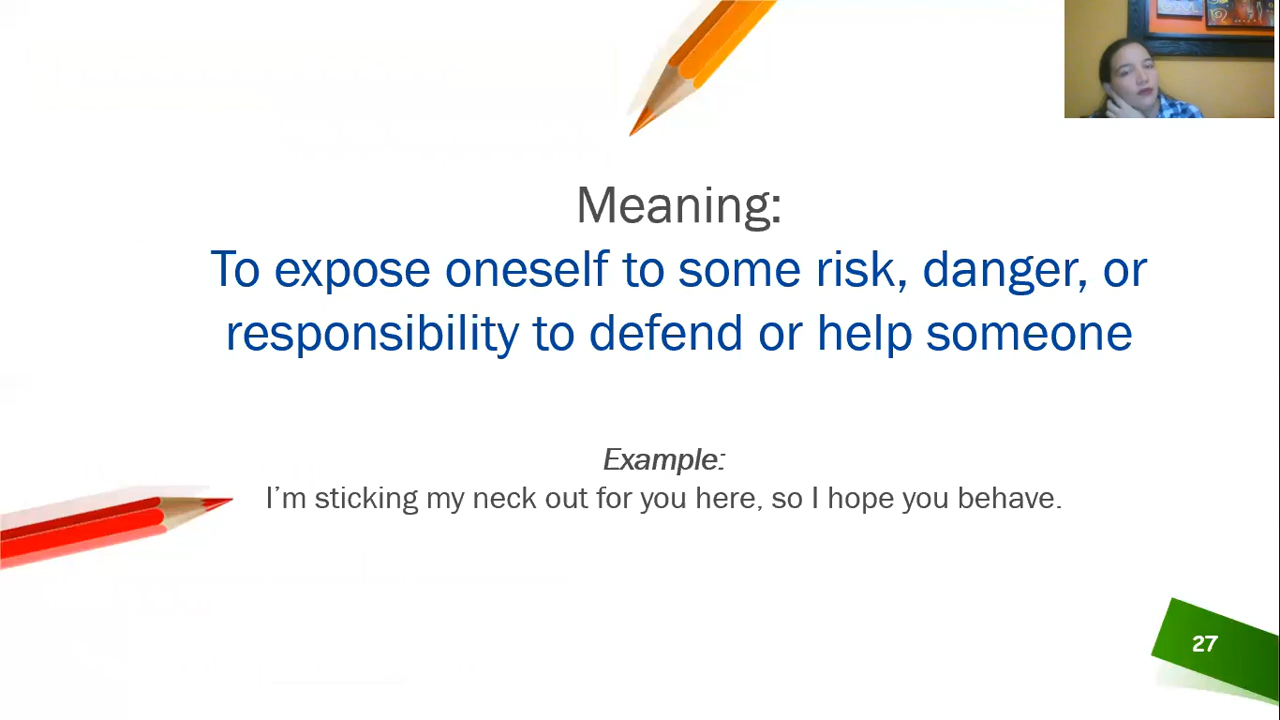 Meaning:
To expose oneself to some risk, danger, or
responsibility to defend or help someone
Example:
I’m sticking my neck out for you here, so I hope you behave.
27